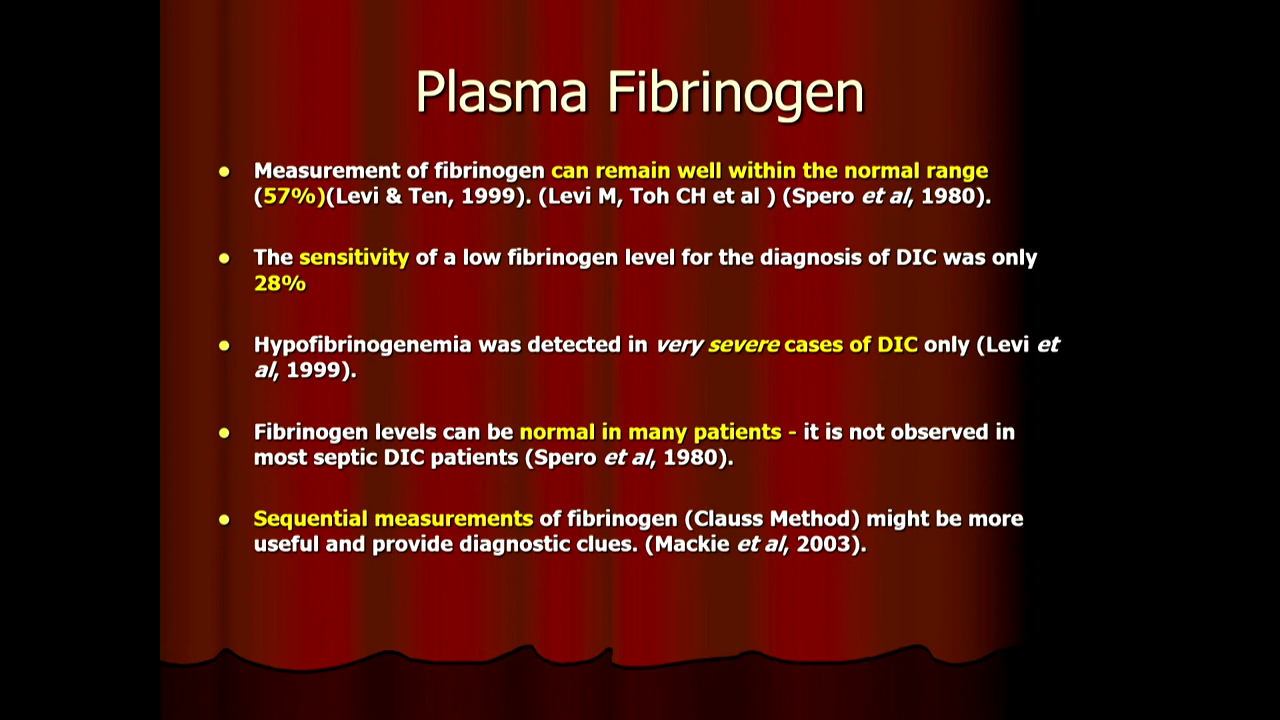 Plasma Fibrinogen
• Measurement of fibrinogen can remain well within the normal range
(57%)(Levi & Ten, 1999). (Levi M, Toh CH et al ) (Spero et al, 1980).
• The sensitivity of a low fibrinogen level for the diagnosis of DIC was only
28%
• Hypofibrinogenemia was detected in very severe cases of DIC only (Levi et
al, 1999).
• Fibrinogen levels can be normal in many patients - it is not observed in
most septic DIC patients (Spero et al, 1980).
• Sequential measurements of fibrinogen (Clauss Method) might be more
useful and provide diagnostic clues. (Mackie et al, 2003).